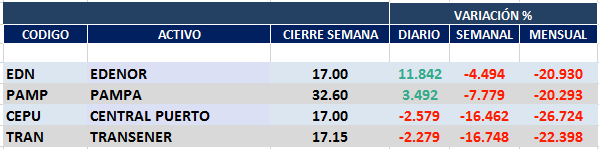 VARIACIÓN %
CODIGO ACTIVO CIERRE SEMANA DIARIO SEMANAL MENSUAL
EDN EDENOR 17.00 11.842 -4.494 -20.930
PAMP PAMPA 32.60 3.492 -7.779 -20.293
CEPU CENTRAL PUERTO 17.00 -2.579 -16.462 -26.724
TRAN TRANSENER 17.15 -2.279 -16.748 -22.398